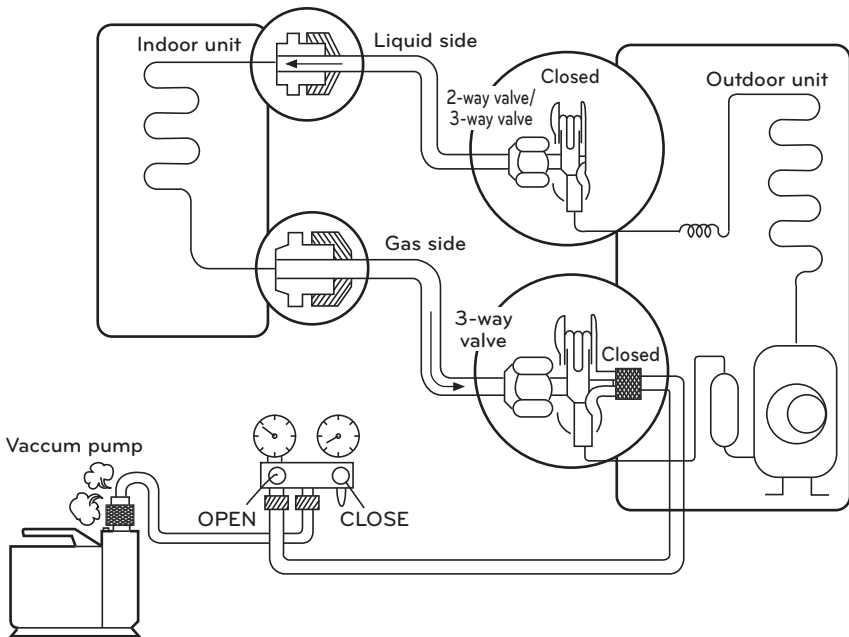 Indoor unit
Liquid side
Closed
2-way valve/
3-way valve
Outdoor unit
Gas side
3-way
valve
Closed
Vaccum pump
OPEN
CLOSE